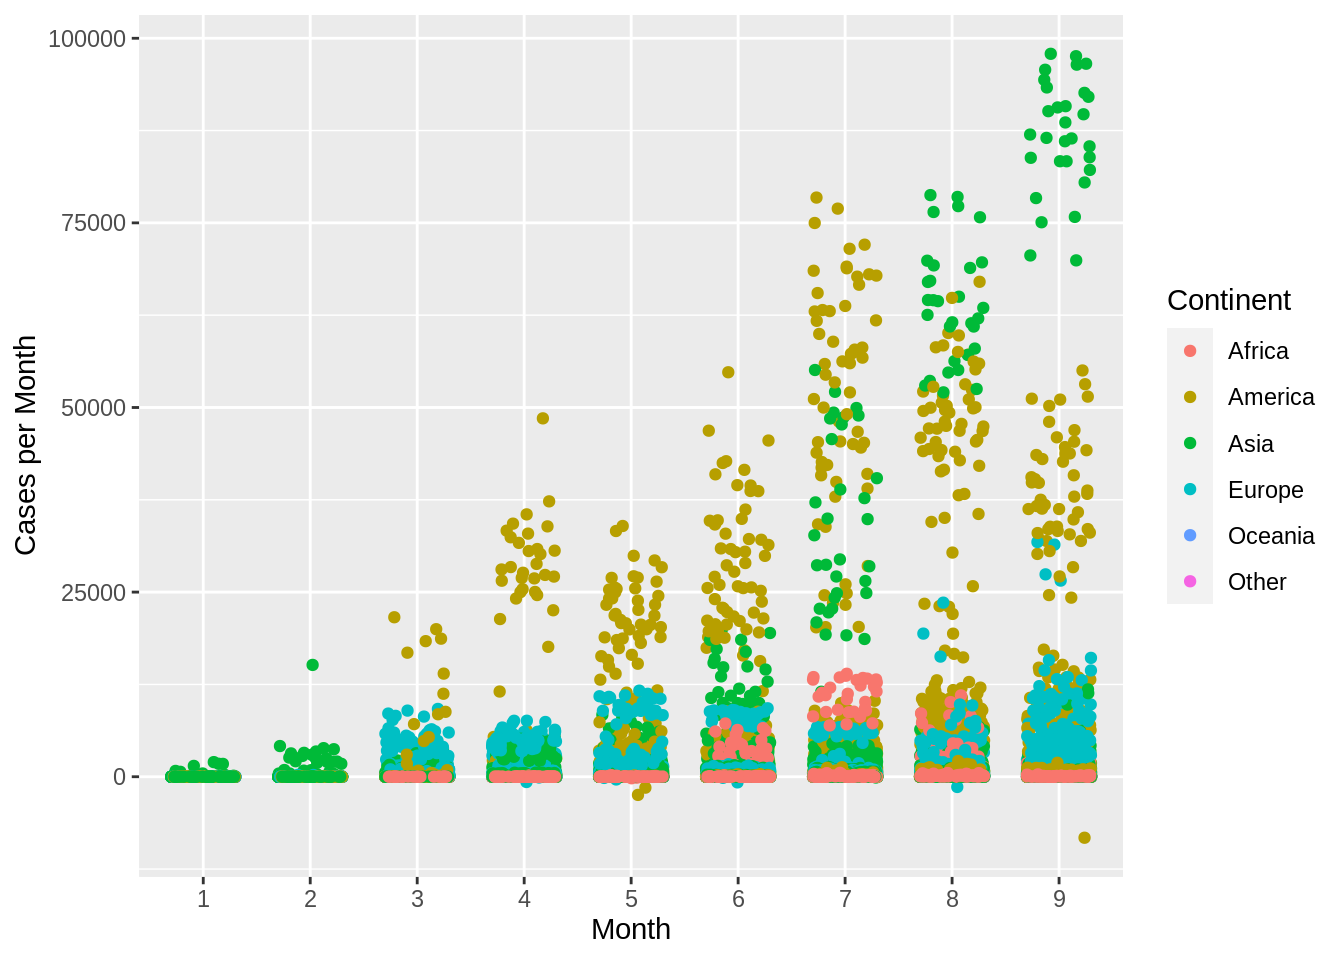 100000
75000
50000
25000
0
Cases per Month
1 2 3 4 5 6 7 8 9
Month
Continent
Africa
America
Asia
Europe
Oceania
Other